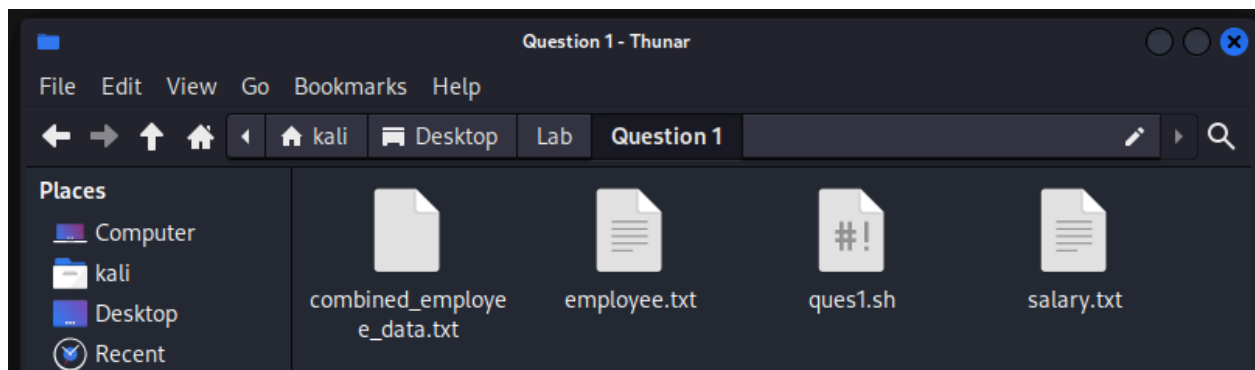 Question 1 - Thunar
File Edit View Go Bookmarks Help
kali Desktop Lab Question 1
Places
Computer
kali
Desktop
Recent
combined_employe
e_data.txt
employee.txt
ques1.sh
#!
salary.txt